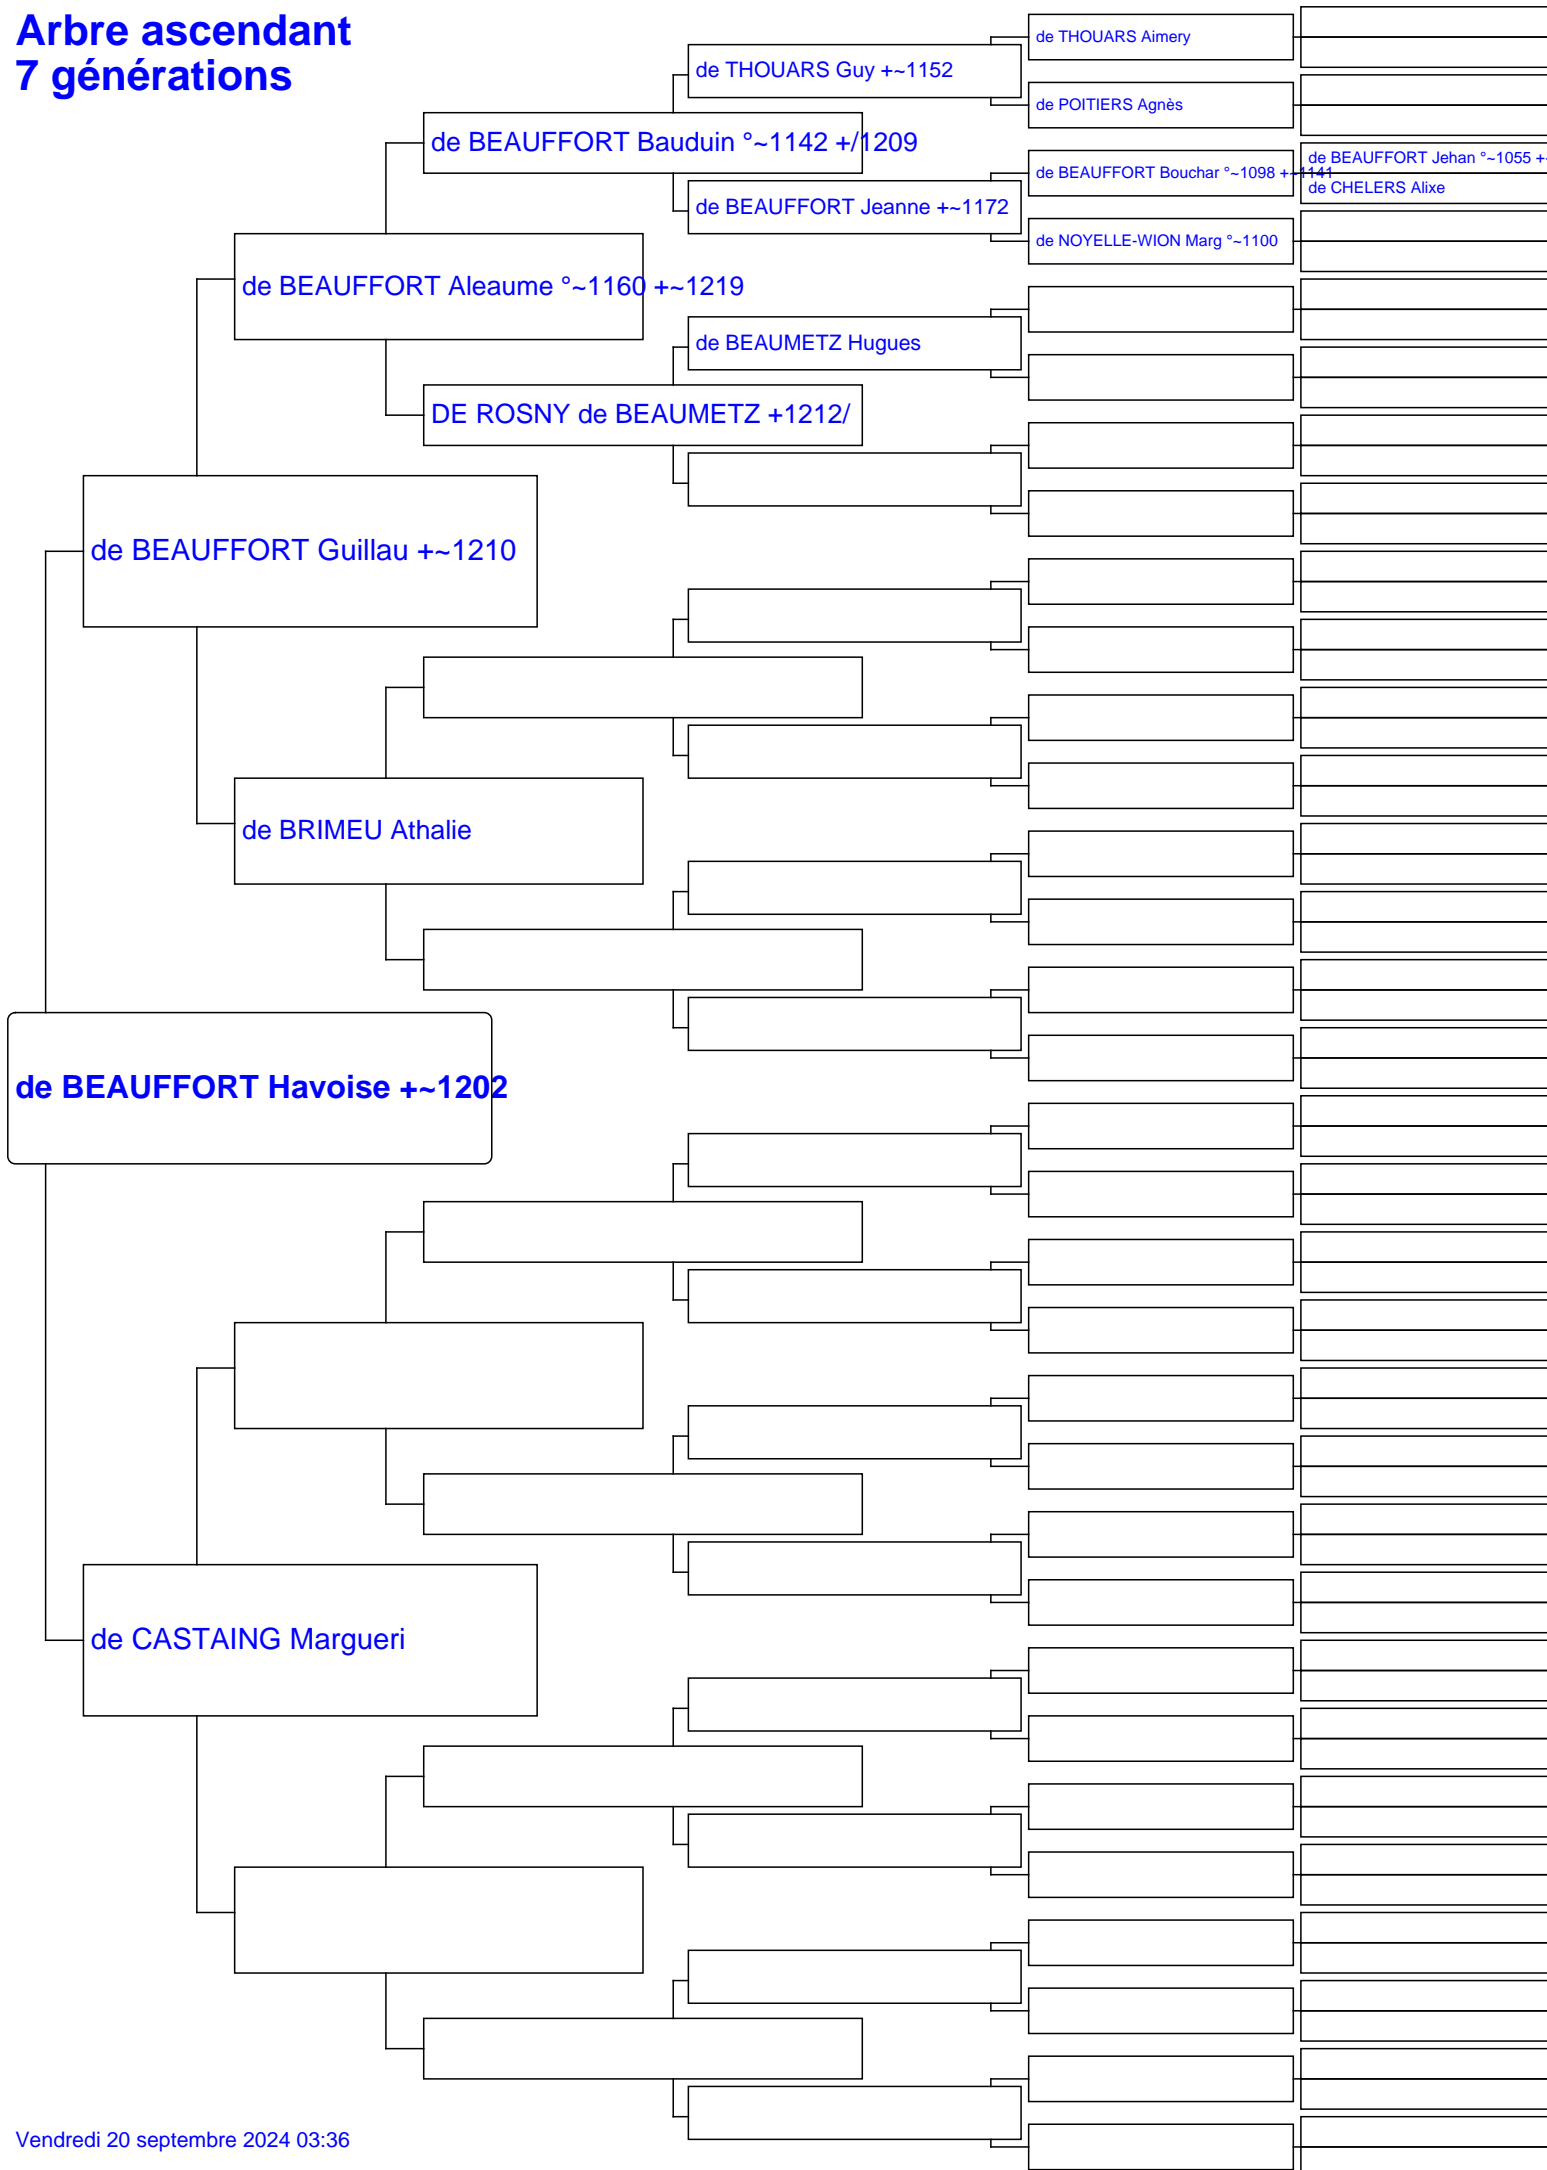 Arbre ascendant
7 générations
de THOUARS Aimery
de THOUARS Guy +~1152
de POITIERS Agnès
de BEAUFFORT Bauduin °~1142 +/1209
de BEAUFFORT Jehan °~1055 +~
de BEAUFFORT Bouchar °~1098 +~1141
de CHELERS Alixe
de BEAUFFORT Jeanne +~1172
de NOYELLE-WION Marg °~1100
de BEAUFFORT Aleaume °~1160 +~1219
de BEAUMETZ Hugues
DE ROSNY de BEAUMETZ +1212/
de BEAUFFORT Guillau +~1210
de BRIMEU Athalie
de BEAUFFORT Havoise +~1202
de CASTAING Margueri
Vendredi 20 septembre 2024 03:36